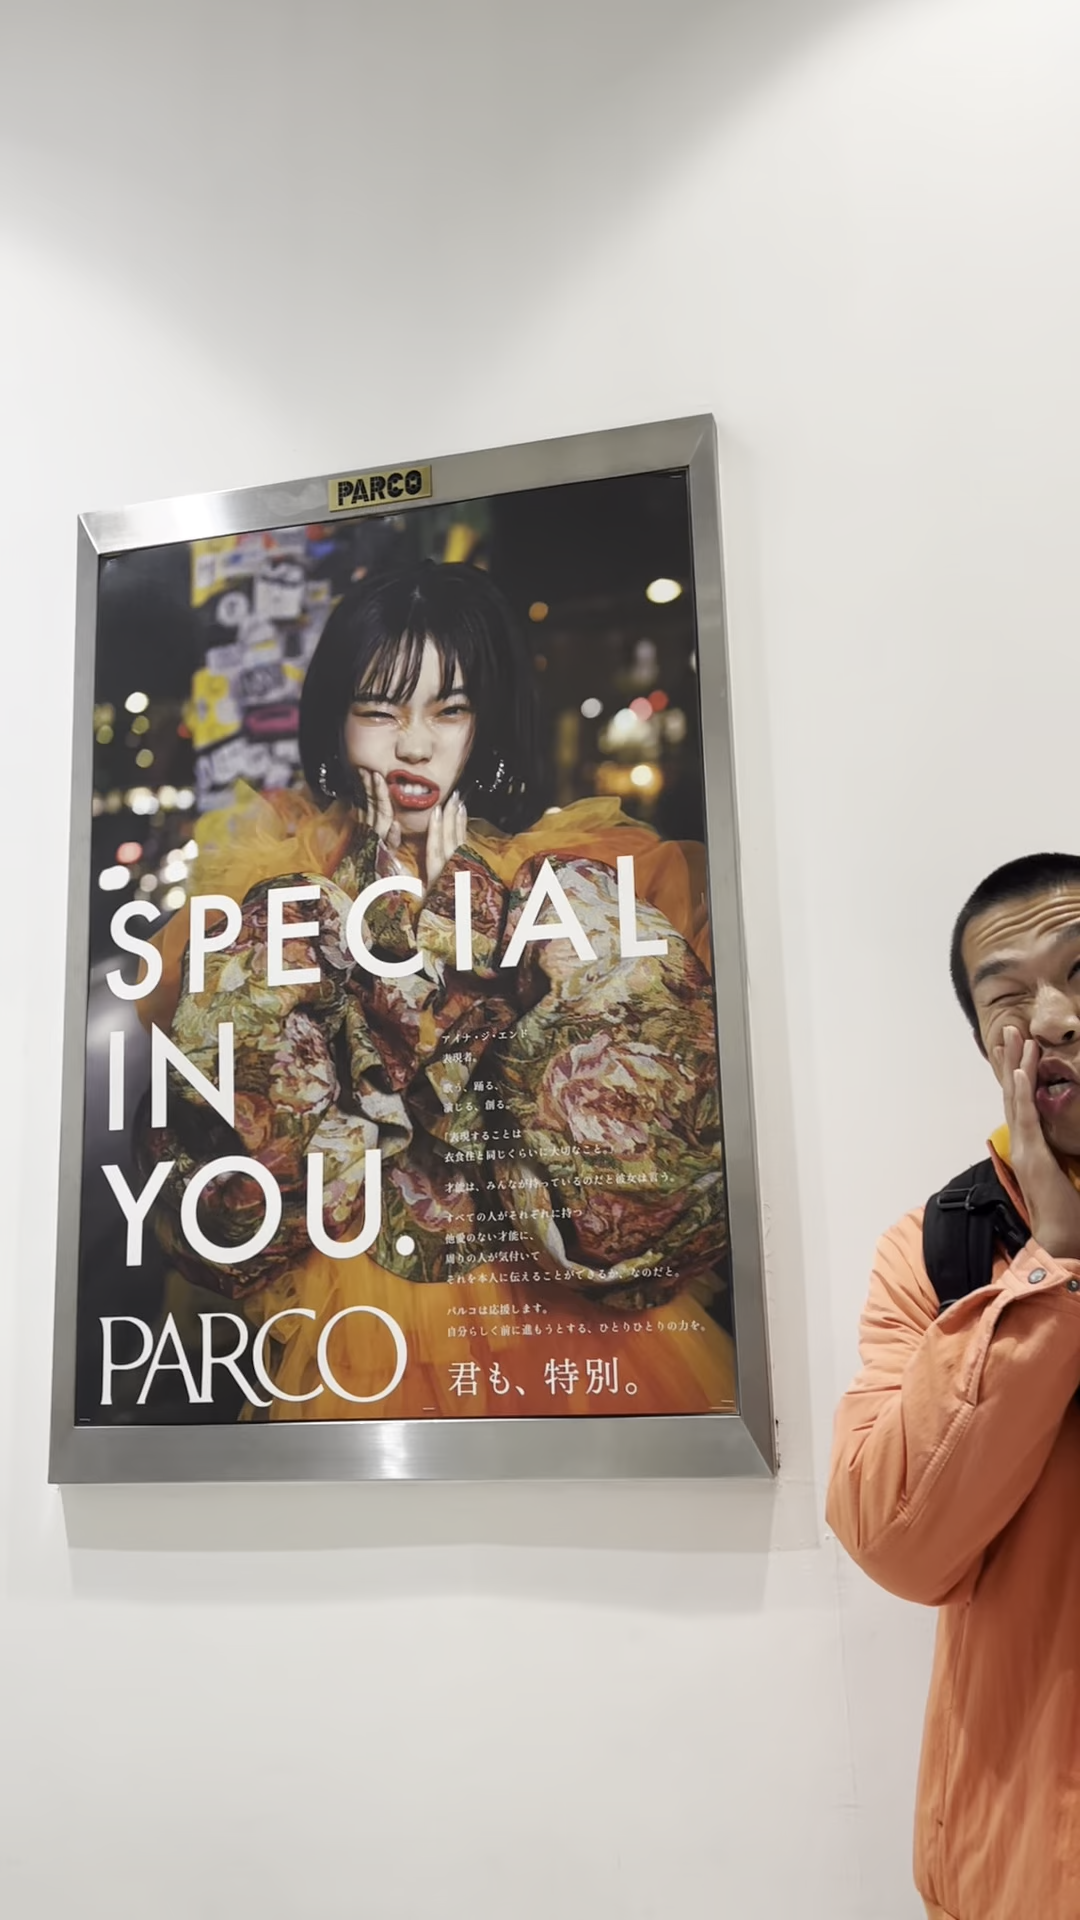 PARCO
SPECIAL
IN
YOU.
アイナ・ジ・エンド
表現者。
歌う、踊る、
演じる、創る。
「表現することは
衣食住と同じくらいに大切なこと。」
才能は、みんなが持っているのだと彼女は言う。
すべての人がそれぞれに持つ
他愛のない才能に、
周りの人が気付いて
それを本人に伝えることができるか、なのだと。
パルコは応援します。
自分らしく前に進もうとする、ひとりひとりの力を。
君も、特別。
PARCO